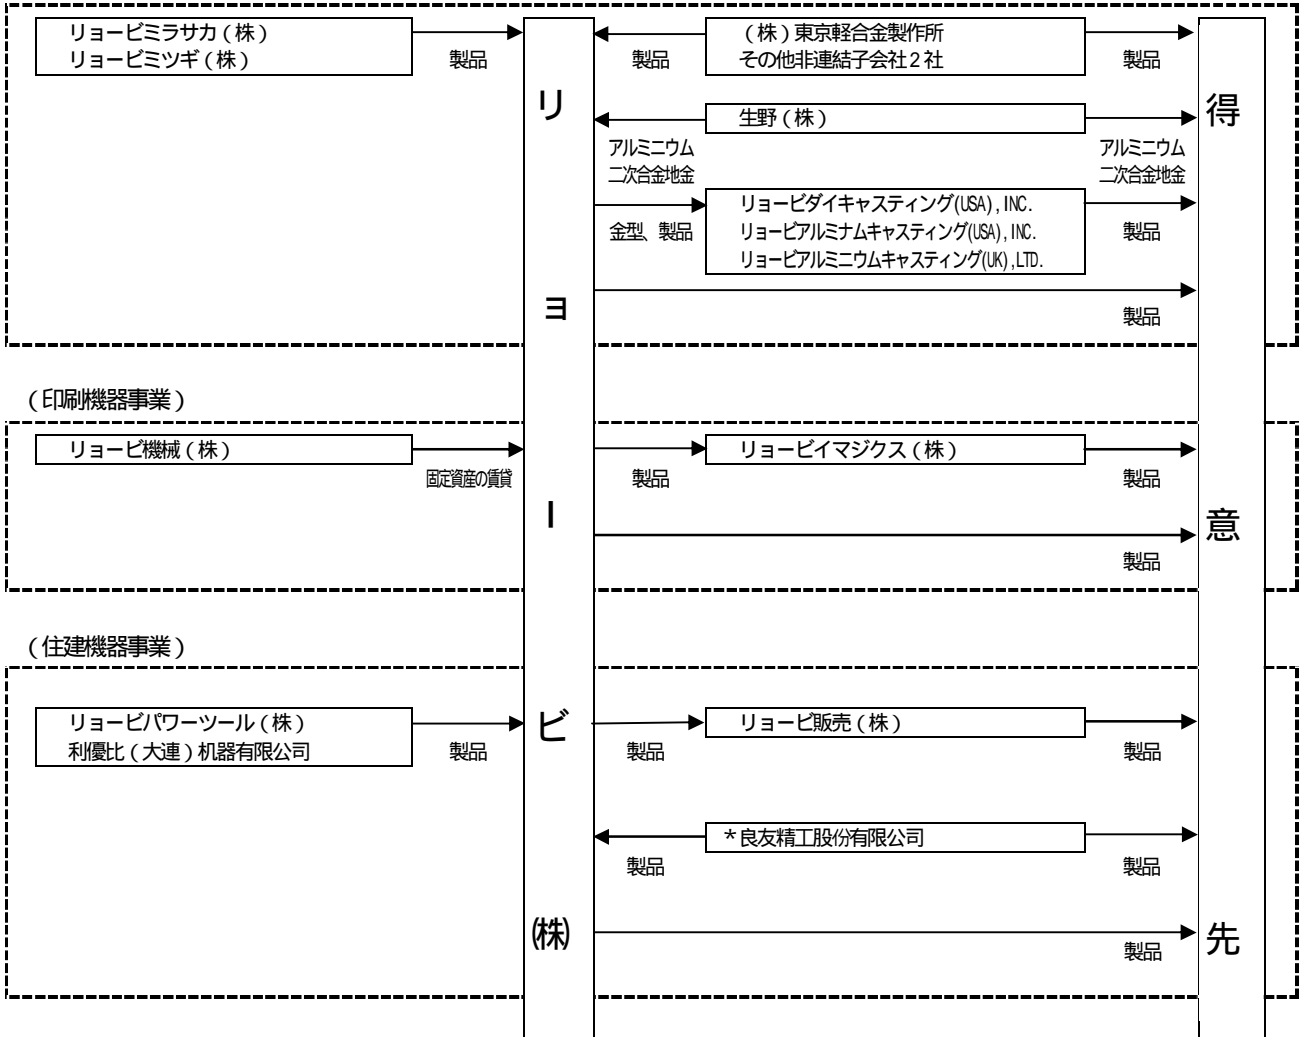 リョービミラサカ（株）
リョービミツギ（株）
製品
製品
（株）東京軽合金製作所
その他非連結子会社２社
製品
生野（株）
アルミニウム
二次合金地金
アルミニウム
二次合金地金
リョービダイキャスティング(USA),INC.
リョービアルミナムキャスティング(USA),INC.
リョービアルミニウムキャスティング(UK),LTD.
金型、製品
製品
製品
（印刷機器事業）
リョービ機械（株）
固定資産の賃貸
製品
リョービイマジクス（株）
製品
製品
（住建機器事業）
リョービパワーツール（株）
利優比（大連）机器有限公司
製品
製品
リョービ販売（株）
製品
＊良友精工股份有限公司
製品
製品
製品
リョービ㈱
得意先